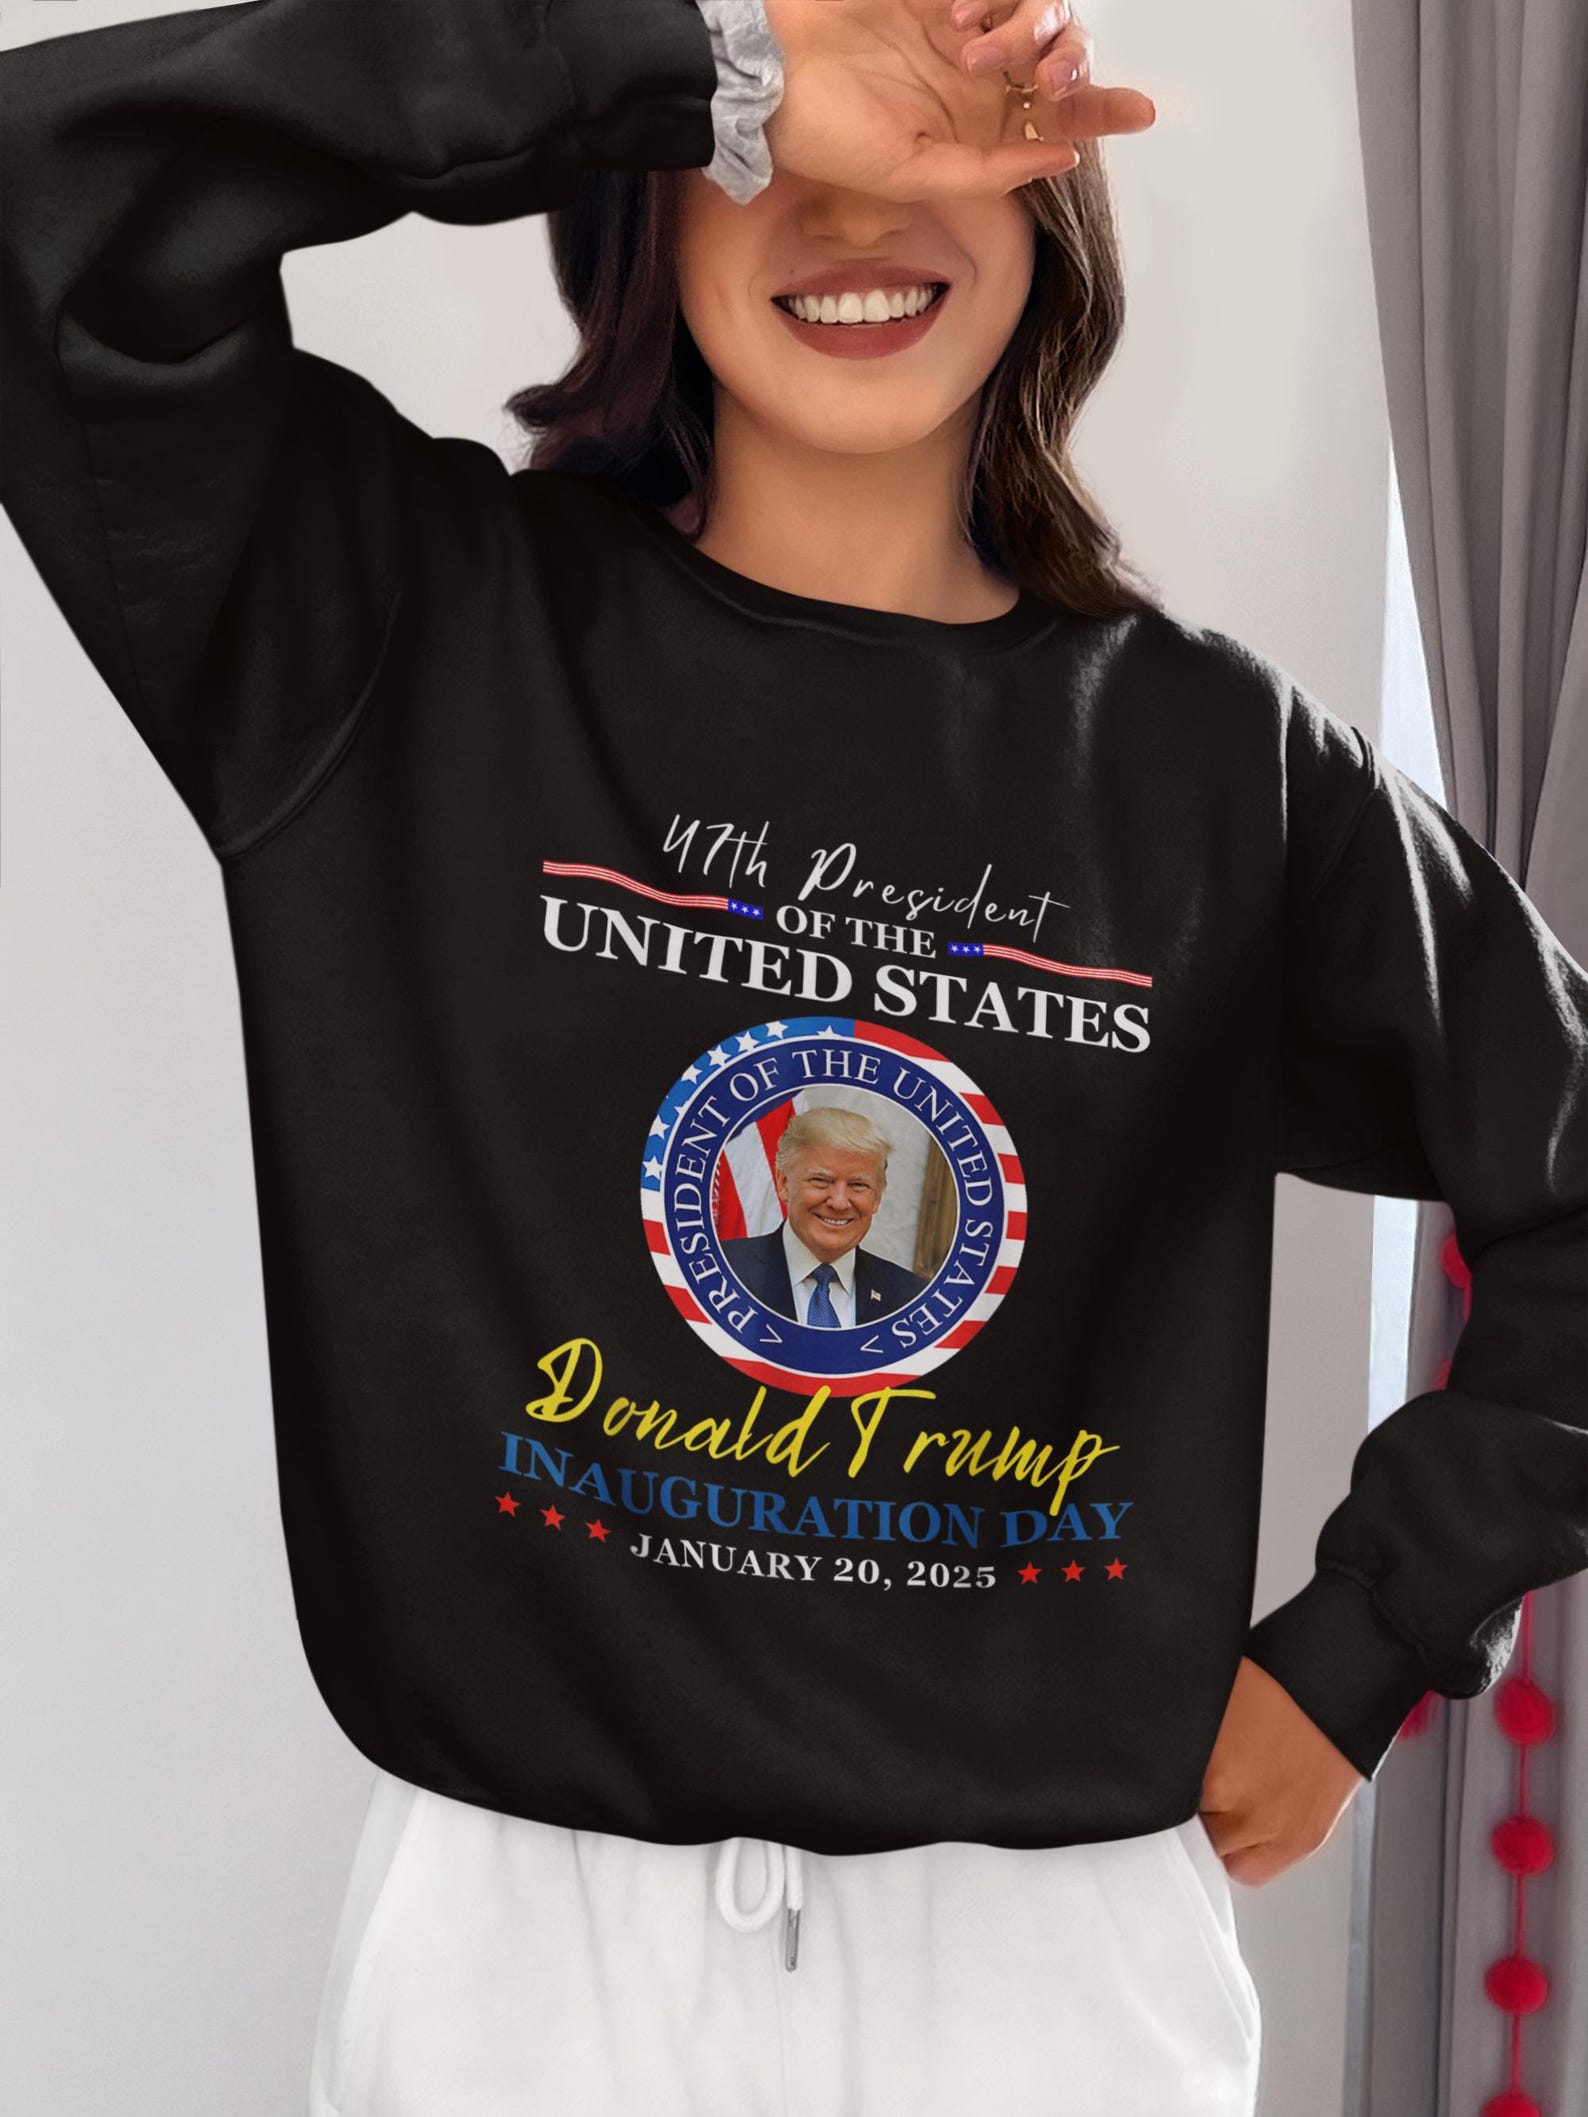 47th President
OF THE
UNITED STATES
< PRESIDENT OF THE UNITED STATES >
Donald Trump
INAUGURATION DAY
JANUARY 20, 2025